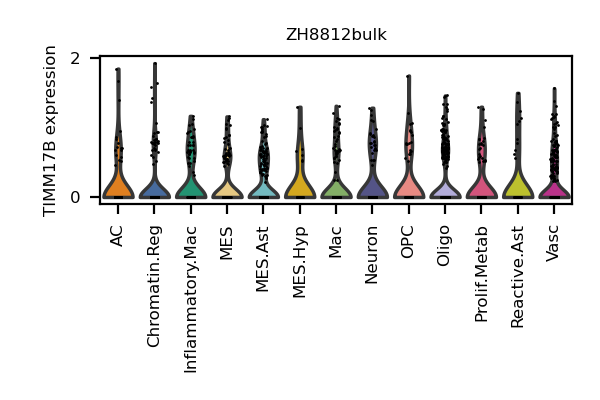 ZH8812bulk
TIMM17B expression
2
0
AC
Chromatin.Reg
Inflammatory.Mac
MES
MES.Ast
MES.Hyp
Mac
Neuron
OPC
Oligo
Prolif.Metab
Reactive.Ast
Vasc